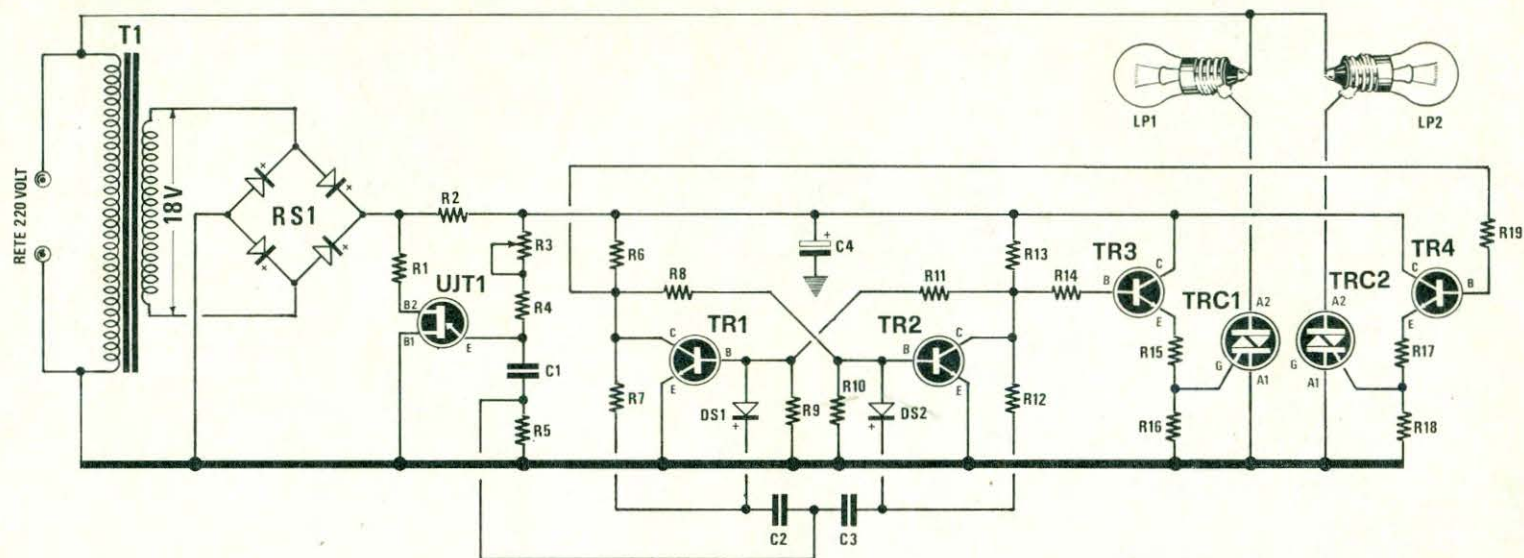 T1
RETE 220 VOLT
18V
RS1
R1
R2
UJT1
B2
B1
E
R3
R4
C1
R5
R6
R8
R7
TR1
C
B
E
DS1
R9
C4
+
R11
R10
TR2
B
C
E
DS2
R13
R12
C2
C3
R14
TR3
B
C
E
R15
R16
LP1
LP2
TRC1
A2
G
A1
TRC2
A2
G
A1
TR4
C
B
E
R17
R18
R19
+
+